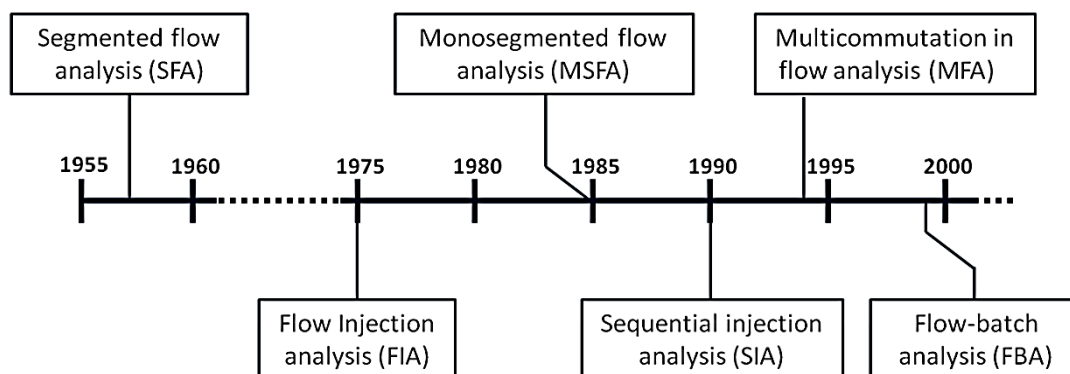 Segmented flow
analysis (SFA)
Monosegmented flow
analysis (MSFA)
Multicommutation in
flow analysis (MFA)
1955
1960
1975
1980
1985
1990
1995
2000
Flow Injection
analysis (FIA)
Sequential injection
analysis (SIA)
Flow-batch
analysis (FBA)